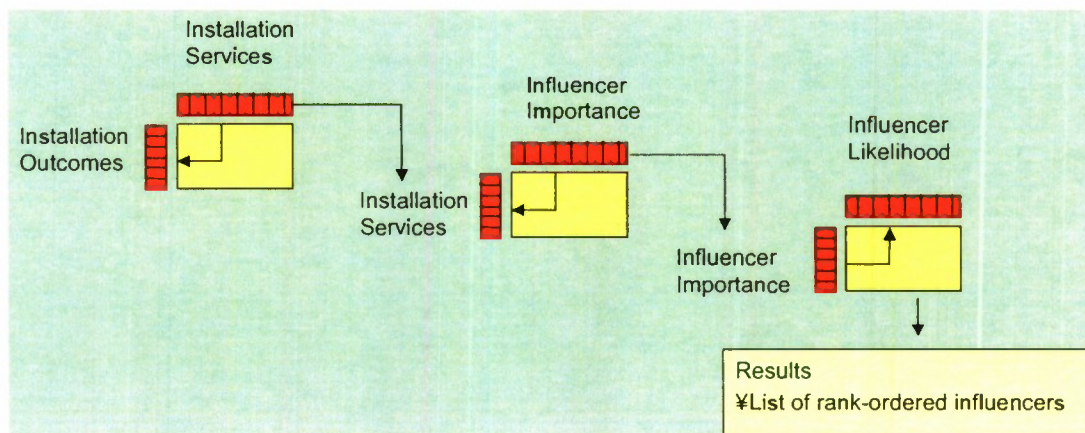 Installation
Services
Installation
Outcomes
Influencer
Importance
Installation
Services
Influencer
Likelihood
Influencer
Importance
Results
¥List of rank-ordered influencers